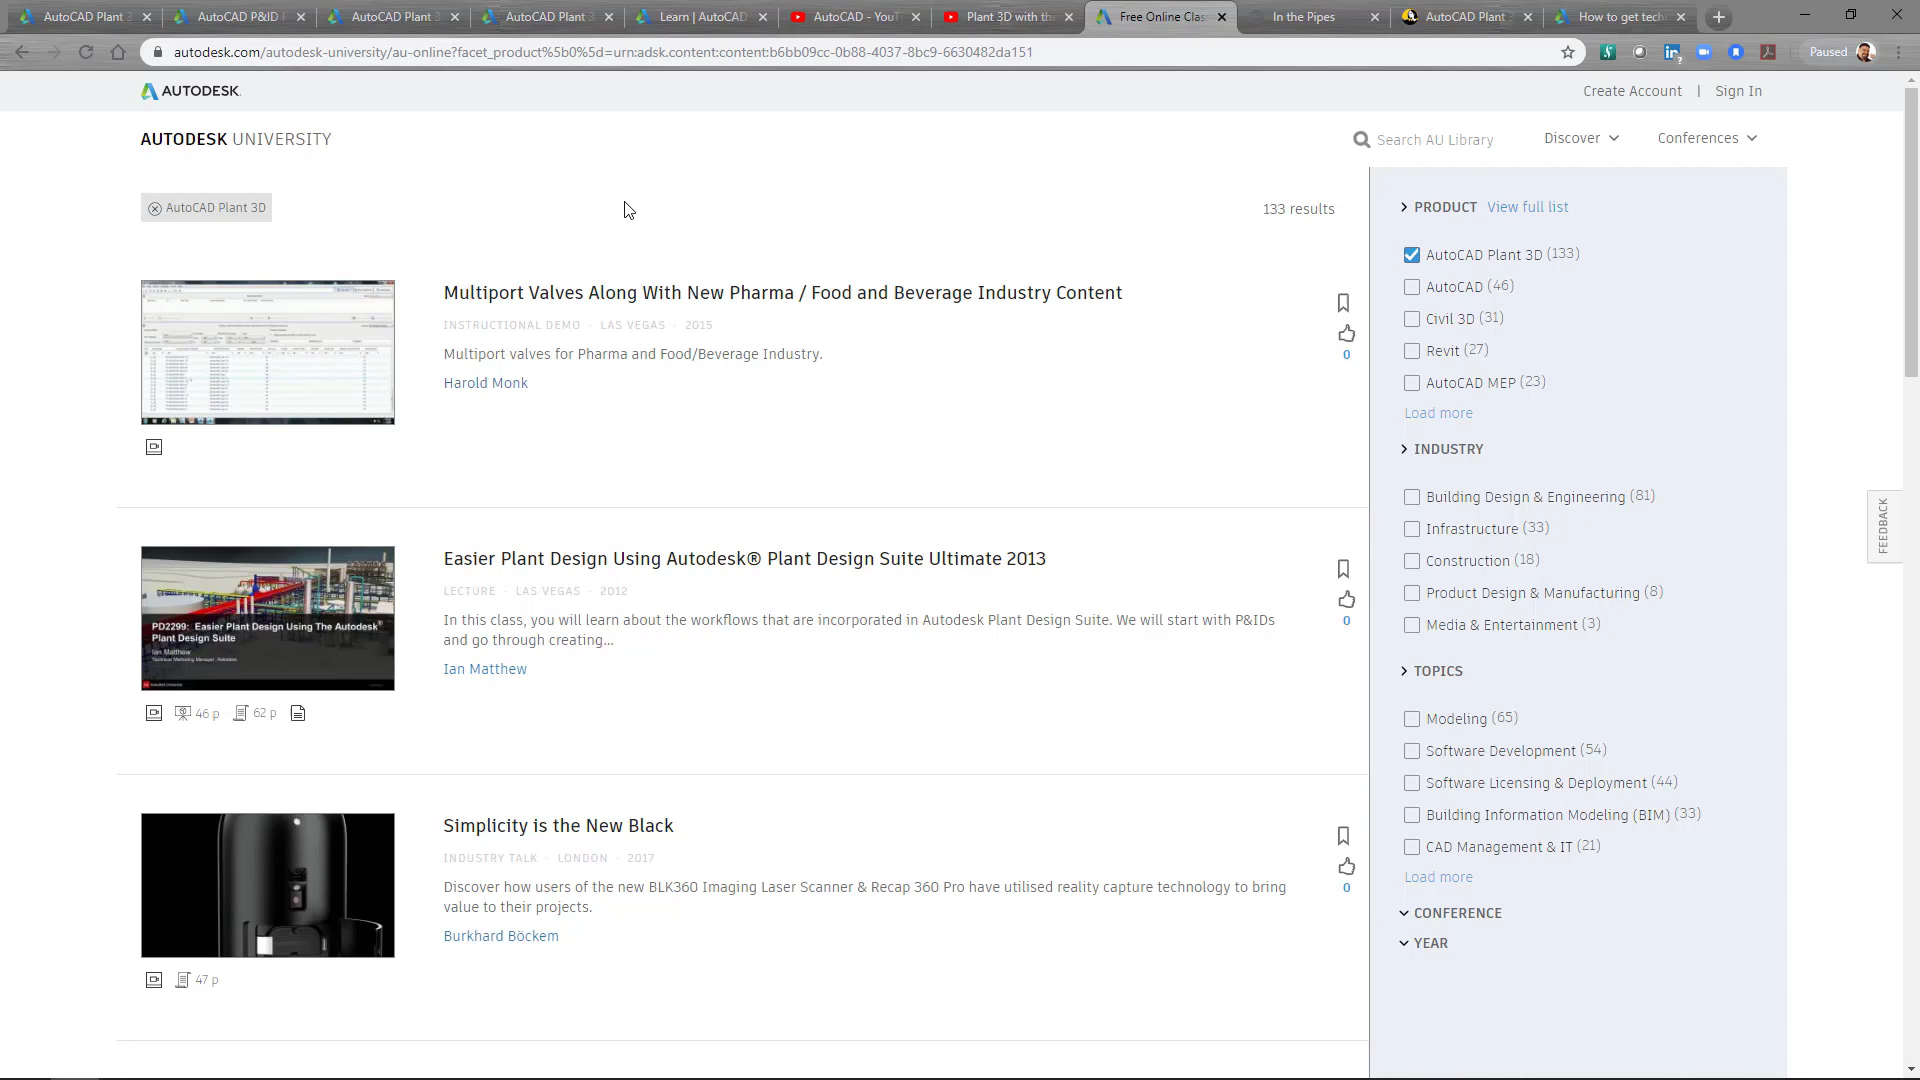 AutoCAD Plant 3
AutoCAD P&ID
AutoCAD Plant 3
AutoCAD Plant 3
Learn | AutoCAD
AutoCAD - YouT
Plant 3D with th
Free Online Clas
In the Pipes
AutoCAD Plant
How to get tech
autodesk.com/autodesk-university/au-online?facet_product%5b0%5d=urn:adsk.content:content:b6bb09cc-0b88-4037-8bc9-6630482da151
Paused
AUTODESK.
Create Account | Sign In
AUTODESK UNIVERSITY
Search AU Library
Discover
Conferences
AutoCAD Plant 3D
133 results
Multiport Valves Along With New Pharma / Food and Beverage Industry Content
INSTRUCTIONAL DEMO · LAS VEGAS · 2015
Multiport valves for Pharma and Food/Beverage Industry.
Harold Monk
0
Easier Plant Design Using Autodesk® Plant Design Suite Ultimate 2013
LECTURE · LAS VEGAS · 2012
In this class, you will learn about the workflows that are incorporated in Autodesk Plant Design Suite. We will start with P&IDs
and go through creating...
Ian Matthew
0
PD2299: Easier Plant Design Using The Autodesk®
Plant Design Suite
Ian Matthew
Technical Marketing Manager, Autodesk
46 p
62 p
Simplicity is the New Black
INDUSTRY TALK · LONDON · 2017
Discover how users of the new BLK360 Imaging Laser Scanner & Recap 360 Pro have utilised reality capture technology to bring
value to their projects.
Burkhard Böckem
0
47 p
PRODUCT View full list
AutoCAD Plant 3D (133)
AutoCAD (46)
Civil 3D (31)
Revit (27)
AutoCAD MEP (23)
Load more
INDUSTRY
Building Design & Engineering (81)
Infrastructure (33)
Construction (18)
Product Design & Manufacturing (8)
Media & Entertainment (3)
TOPICS
Modeling (65)
Software Development (54)
Software Licensing & Deployment (44)
Building Information Modeling (BIM) (33)
CAD Management & IT (21)
Load more
CONFERENCE
YEAR
FEEDBACK